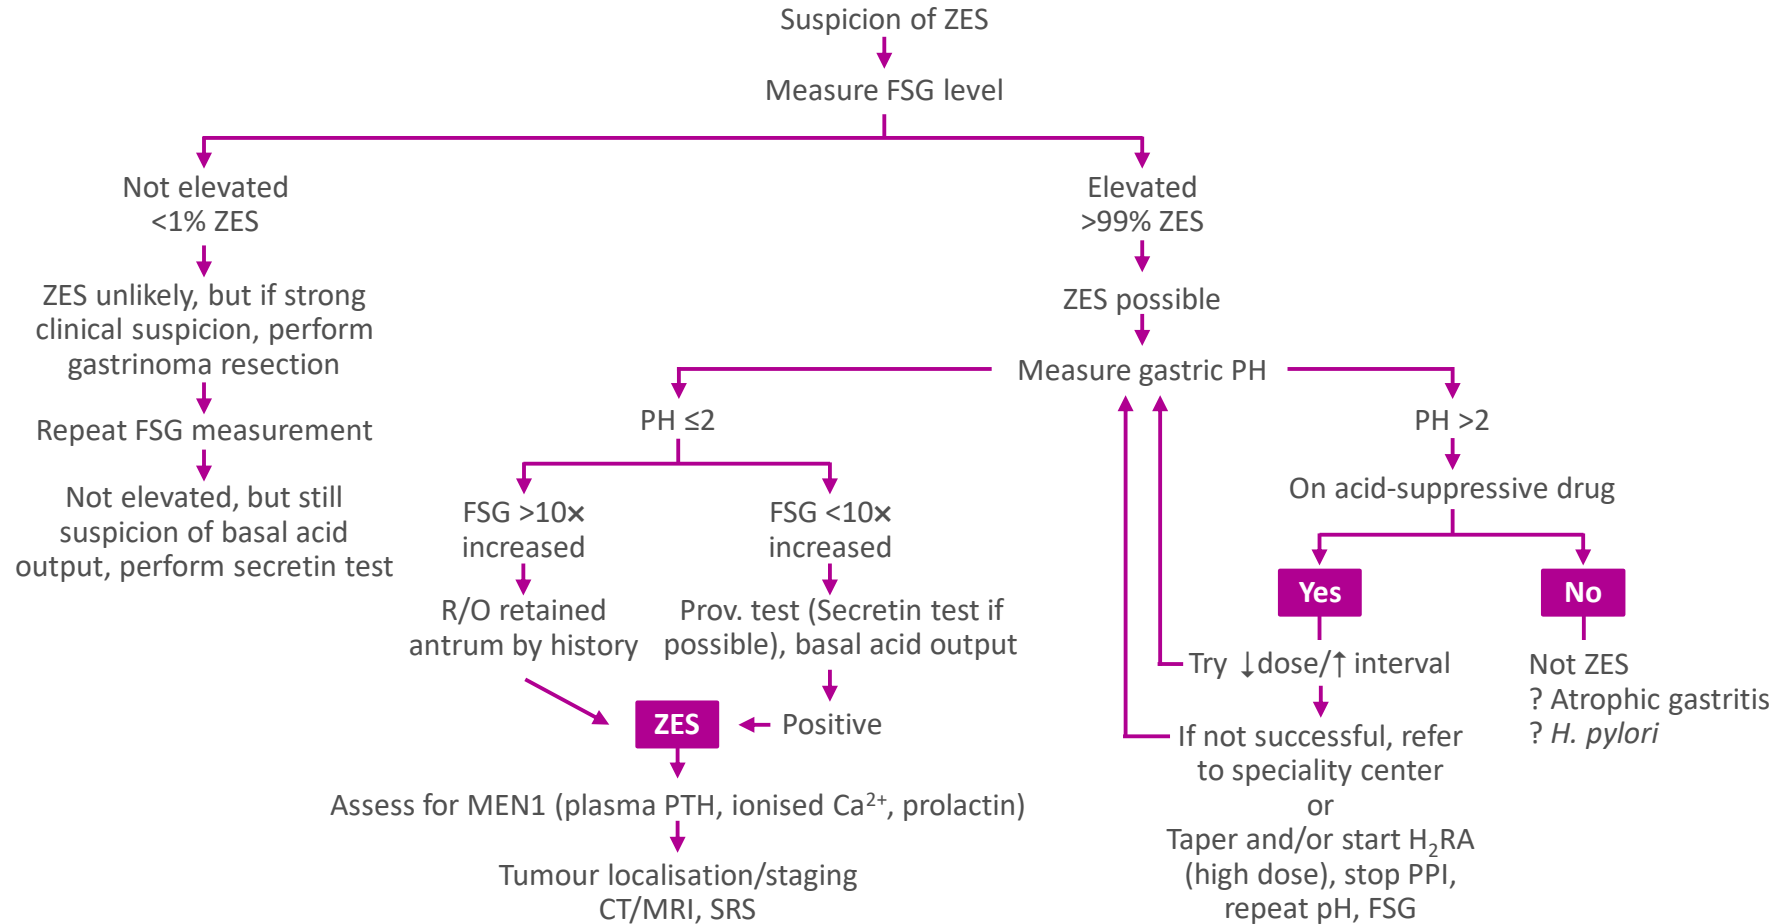 Suspicion of ZES
Measure FSG level
Not elevated
<1% ZES
ZES unlikely, but if strong
clinical suspicion, perform
gastrinoma resection
Repeat FSG measurement
Not elevated, but still
suspicion of basal acid
output, perform secretin test
Elevated
>99% ZES
ZES possible
Measure gastric PH
PH ≤2
FSG >10×
increased
R/O retained
antrum by history
FSG <10×
increased
Prov. test (Secretin test if
possible), basal acid output
Positive
ZES
Assess for MEN1 (plasma PTH, ionised Ca²⁺, prolactin)
Tumour localisation/staging
CT/MRI, SRS
PH >2
On acid-suppressive drug
Yes
Try ↓dose/↑ interval
If not successful, refer
to speciality center
or
Taper and/or start H₂RA
(high dose), stop PPI,
repeat pH, FSG
No
Not ZES
? Atrophic gastritis
? H. pylori